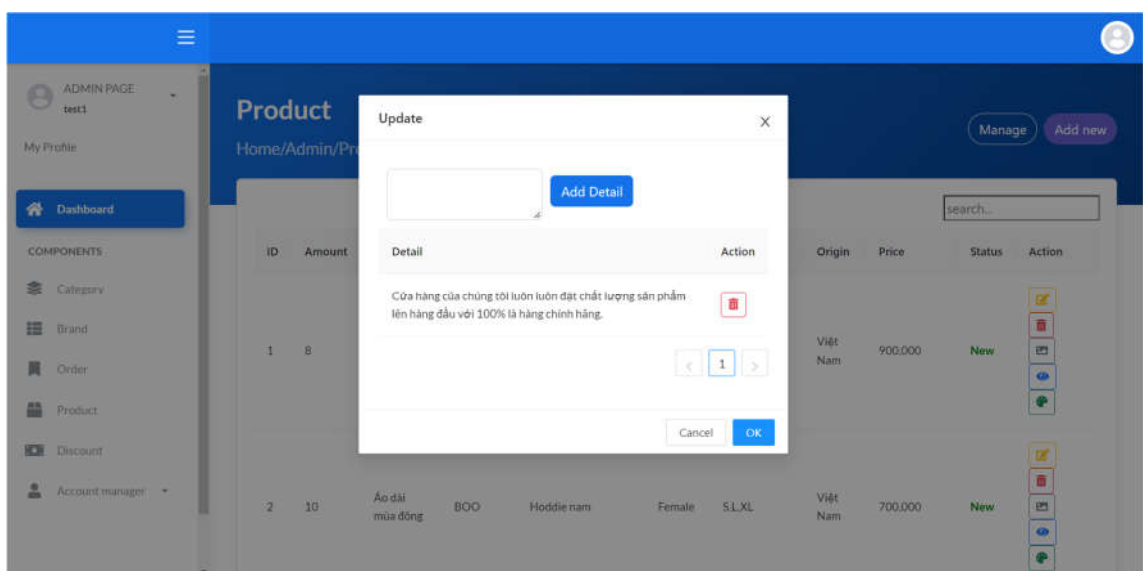 ADMIN PAGE
test1
My Profile
Dashboard
COMPONENTS
Category
Brand
Order
Product
Discount
Account manager
Product
Home/Admin/Pr
Manage
Add new
search...
ID Amount Origin Price Status Action
1 8 Việt Nam 900,000 New
2 10 Áo dài mùa đông BOO Hoddie nam Female S,L,XL Việt Nam 700,000 New
Update
X
Add Detail
Detail Action
Cửa hàng của chúng tôi luôn luôn đặt chất lượng sản phẩm
lên hàng đầu với 100% là hàng chính hãng.
< 1 >
Cancel OK